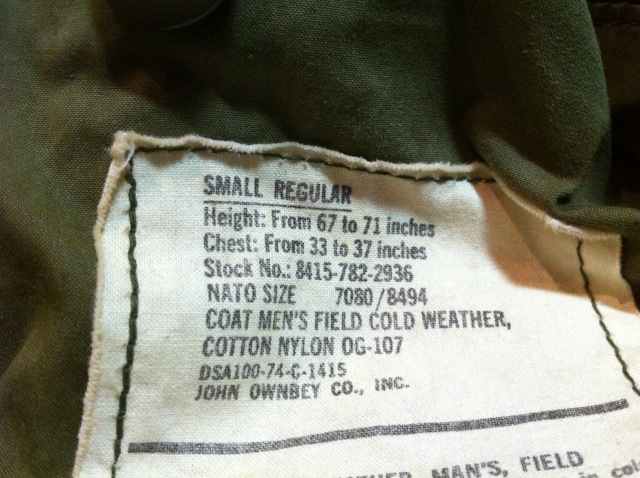 SMALL REGULAR
Height: From 67 to 71 inches
Chest: From 33 to 37 inches
Stock No.: 8415-782-2936
NATO SIZE 7080/8494
COAT MEN'S FIELD COLD WEATHER,
COTTON NYLON OG-107
DSA100-74-C-1415
JOHN OWNBEY CO., INC.
MAN'S, FIELD
in